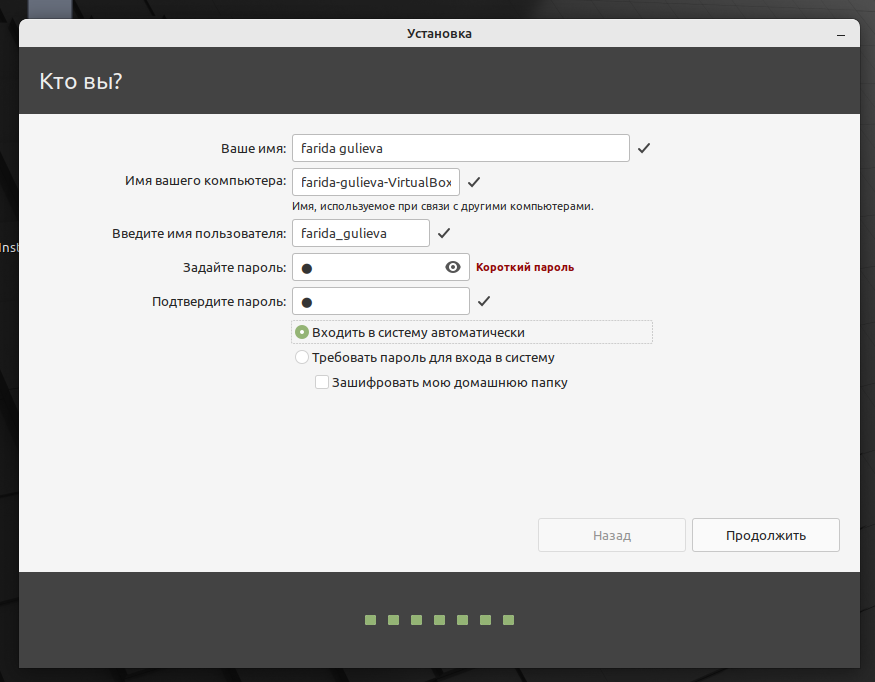 Установка
Кто вы?
Ваше имя: farida gulieva
Имя вашего компьютера: farida-gulieva-VirtualBox
Имя, используемое при связи с другими компьютерами.
Введите имя пользователя: farida_gulieva
Inst
Задайте пароль: ● Короткий пароль
Подтвердите пароль: ●
Входить в систему автоматически
Требовать пароль для входа в систему
Зашифровать мою домашнюю папку
Назад Продолжить